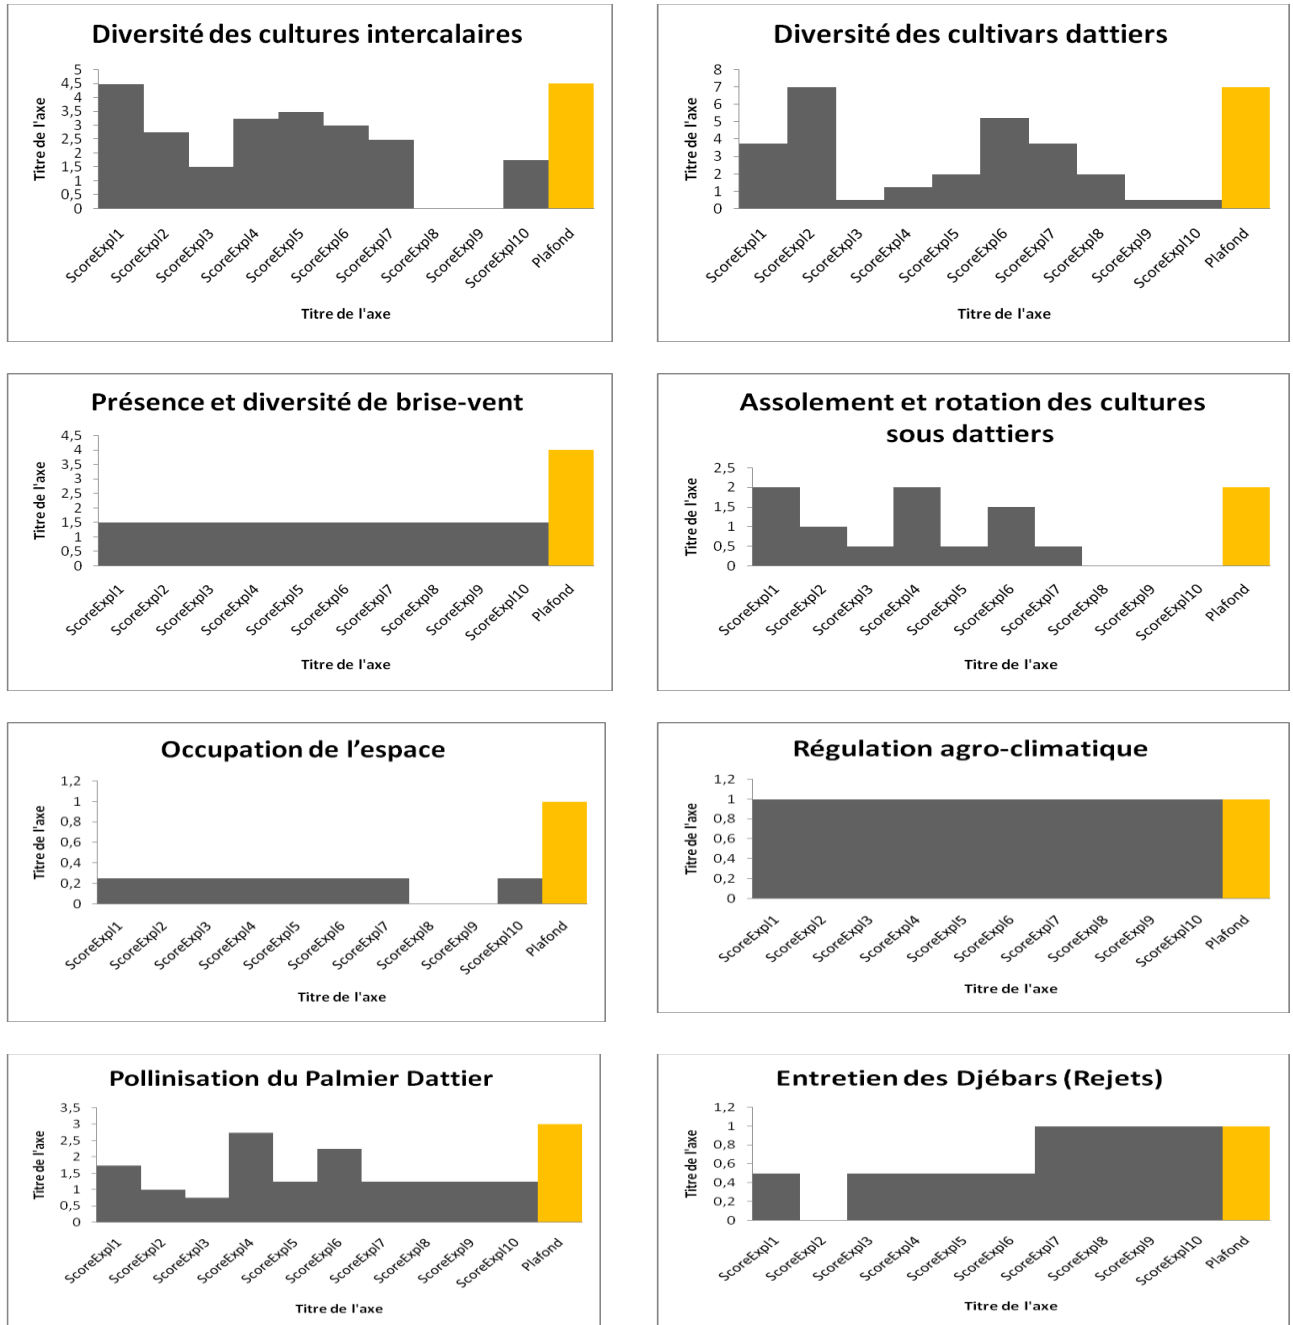 Diversité des cultures intercalaires
Titre de l'axe
5
4,5
4
3,5
3
2,5
2
1,5
1
0,5
0
ScoreExpl1
ScoreExpl2
ScoreExpl3
ScoreExpl4
ScoreExpl5
ScoreExpl6
ScoreExpl7
ScoreExpl8
ScoreExpl9
ScoreExpl10
Plafond
Titre de l'axe
Diversité des cultivars dattiers
Titre de l'axe
8
7
6
5
4
3
2
1
0
ScoreExpl1
ScoreExpl2
ScoreExpl3
ScoreExpl4
ScoreExpl5
ScoreExpl6
ScoreExpl7
ScoreExpl8
ScoreExpl9
ScoreExpl10
Plafond
Titre de l'axe
Présence et diversité de brise-vent
Titre de l'axe
4,5
4
3,5
3
2,5
2
1,5
1
0,5
0
ScoreExpl1
ScoreExpl2
ScoreExpl3
ScoreExpl4
ScoreExpl5
ScoreExpl6
ScoreExpl7
ScoreExpl8
ScoreExpl9
ScoreExpl10
Plafond
Titre de l'axe
Assolement et rotation des cultures
sous dattiers
Titre de l'axe
2,5
2
1,5
1
0,5
0
ScoreExpl1
ScoreExpl2
ScoreExpl3
ScoreExpl4
ScoreExpl5
ScoreExpl6
ScoreExpl7
ScoreExpl8
ScoreExpl9
ScoreExpl10
Plafond
Titre de l'axe
Occupation de l’espace
Titre de l'axe
1,2
1
0,8
0,6
0,4
0,2
0
ScoreExpl1
ScoreExpl2
ScoreExpl3
ScoreExpl4
ScoreExpl5
ScoreExpl6
ScoreExpl7
ScoreExpl8
ScoreExpl9
ScoreExpl10
Plafond
Titre de l'axe
Régulation agro-climatique
Titre de l'axe
1,2
1
0,8
0,6
0,4
0,2
0
ScoreExpl1
ScoreExpl2
ScoreExpl3
ScoreExpl4
ScoreExpl5
ScoreExpl6
ScoreExpl7
ScoreExpl8
ScoreExpl9
ScoreExpl10
Plafond
Titre de l'axe
Pollinisation du Palmier Dattier
Titre de l'axe
3,5
3
2,5
2
1,5
1
0,5
0
ScoreExpl1
ScoreExpl2
ScoreExpl3
ScoreExpl4
ScoreExpl5
ScoreExpl6
ScoreExpl7
ScoreExpl8
ScoreExpl9
ScoreExpl10
Plafond
Titre de l'axe
Entretien des Djébars (Rejets)
Titre de l'axe
1,2
1
0,8
0,6
0,4
0,2
0
ScoreExpl1
ScoreExpl2
ScoreExpl3
ScoreExpl4
ScoreExpl5
ScoreExpl6
ScoreExpl7
ScoreExpl8
ScoreExpl9
ScoreExpl10
Plafond
Titre de l'axe